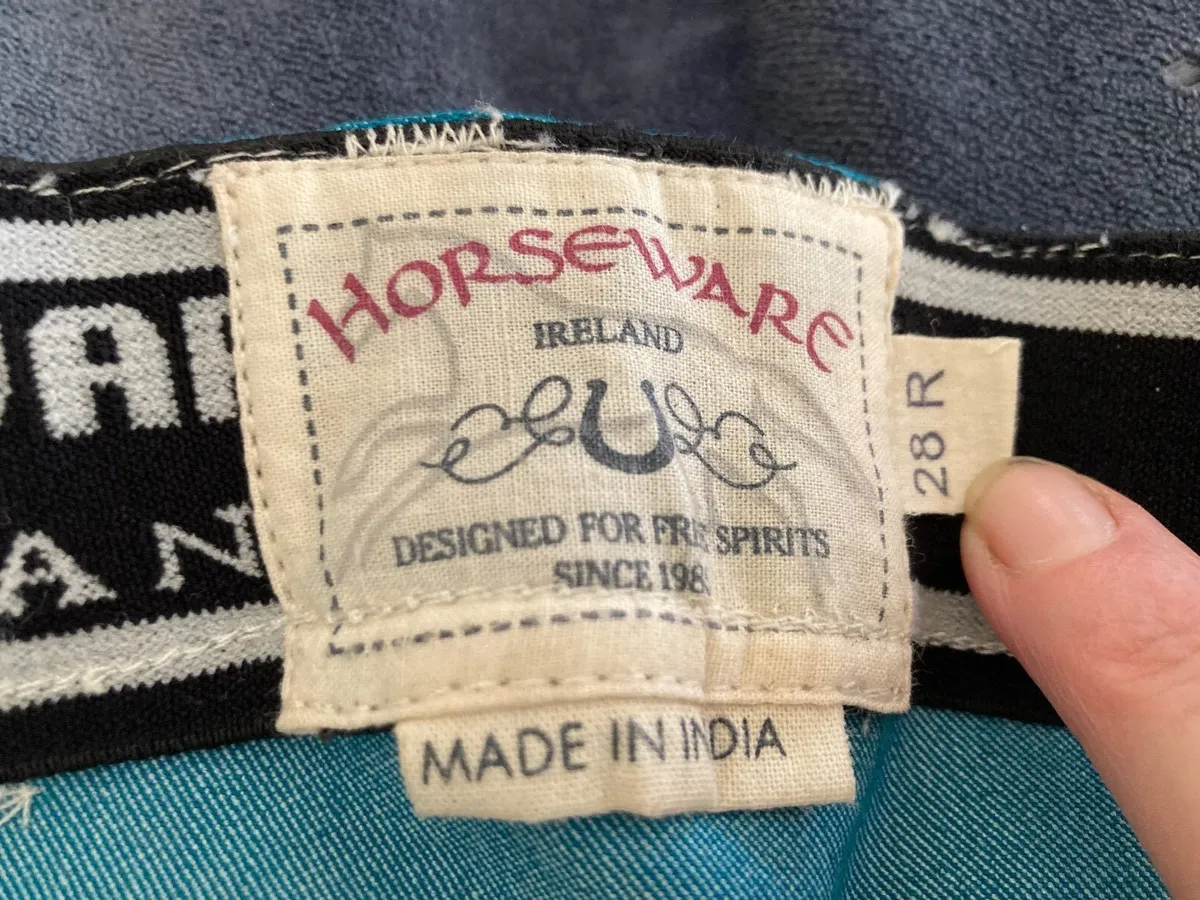 HORSEWARE
IRELAND
DESIGNED FOR SPIRITS
SINCE
28 R
MADE IN INDIA